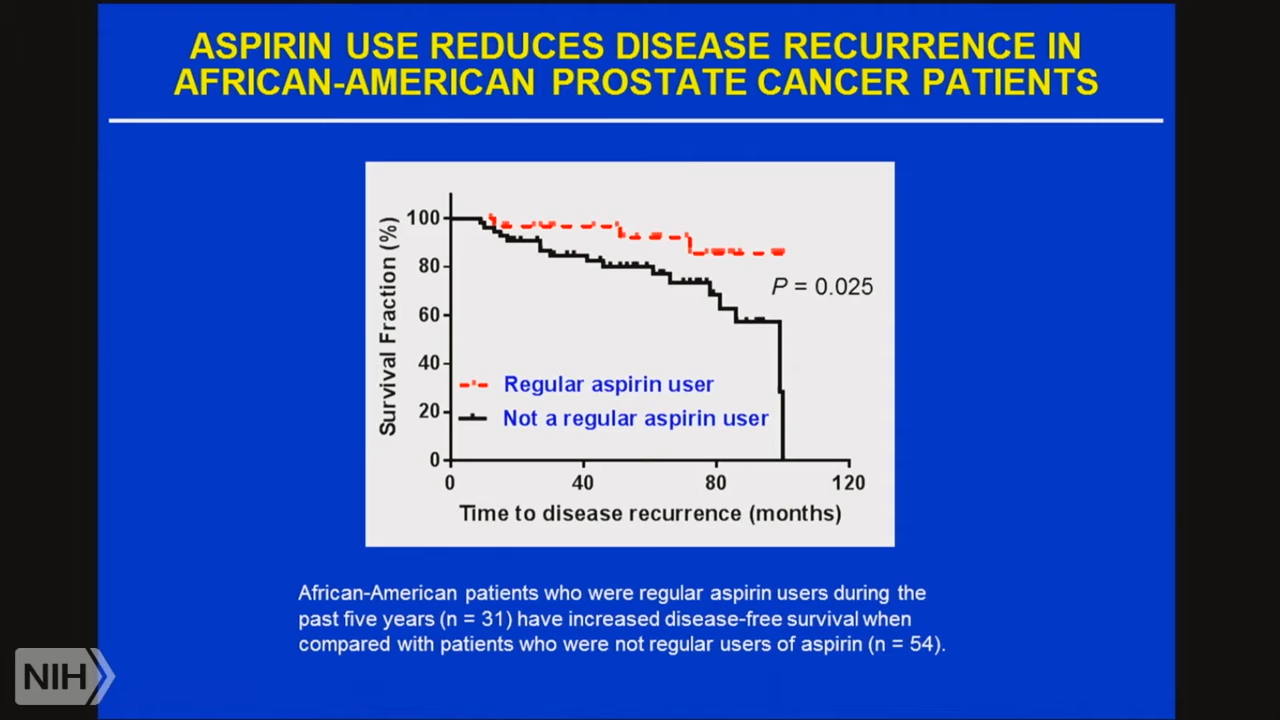 ASPIRIN USE REDUCES DISEASE RECURRENCE IN
AFRICAN-AMERICAN PROSTATE CANCER PATIENTS
Survival Fraction (%)
100
80
60
40
20
0
P = 0.025
Regular aspirin user
Not a regular aspirin user
0 40 80 120
Time to disease recurrence (months)
African-American patients who were regular aspirin users during the
past five years (n = 31) have increased disease-free survival when
compared with patients who were not regular users of aspirin (n = 54).
NIH